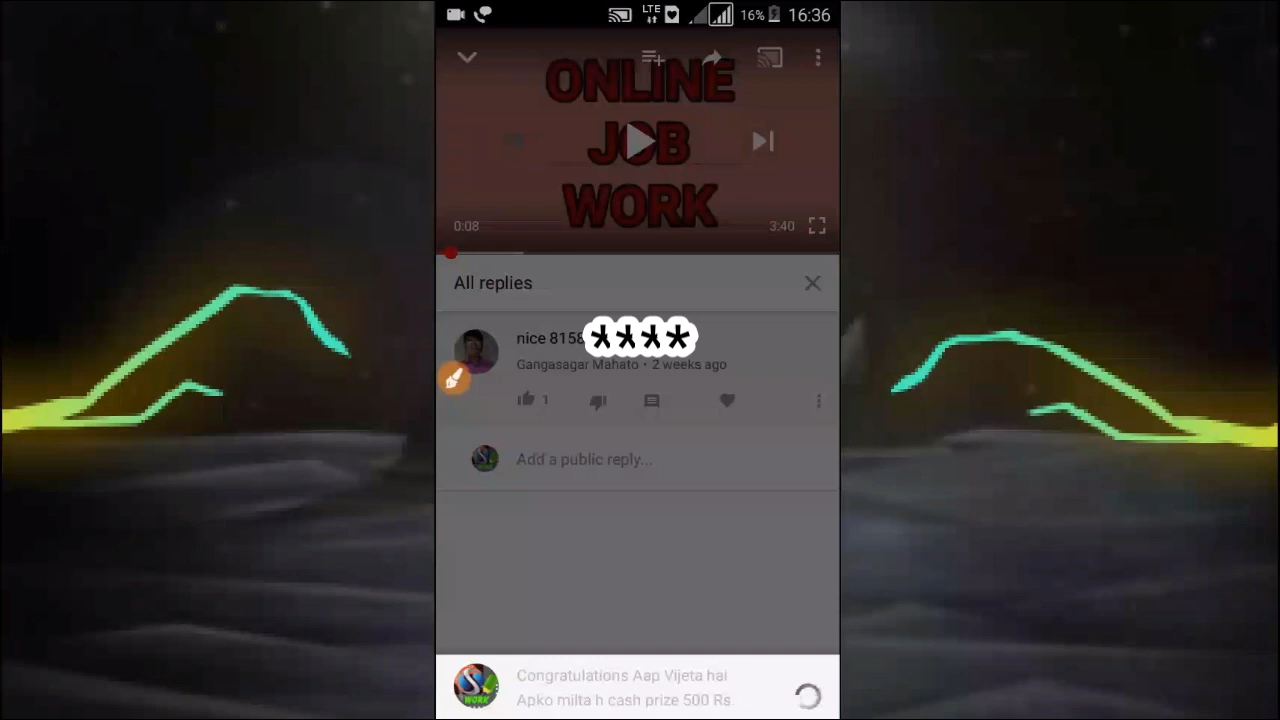 LTE
16% 16:36
ONLINE
JOB
WORK
0:08 3:40
All replies
nice 8158****
Gangasagar Mahato • 2 weeks ago
1
Add a public reply...
WORK
Congratulations Aap Vijeta hai
Apko milta h cash prize 500 Rs